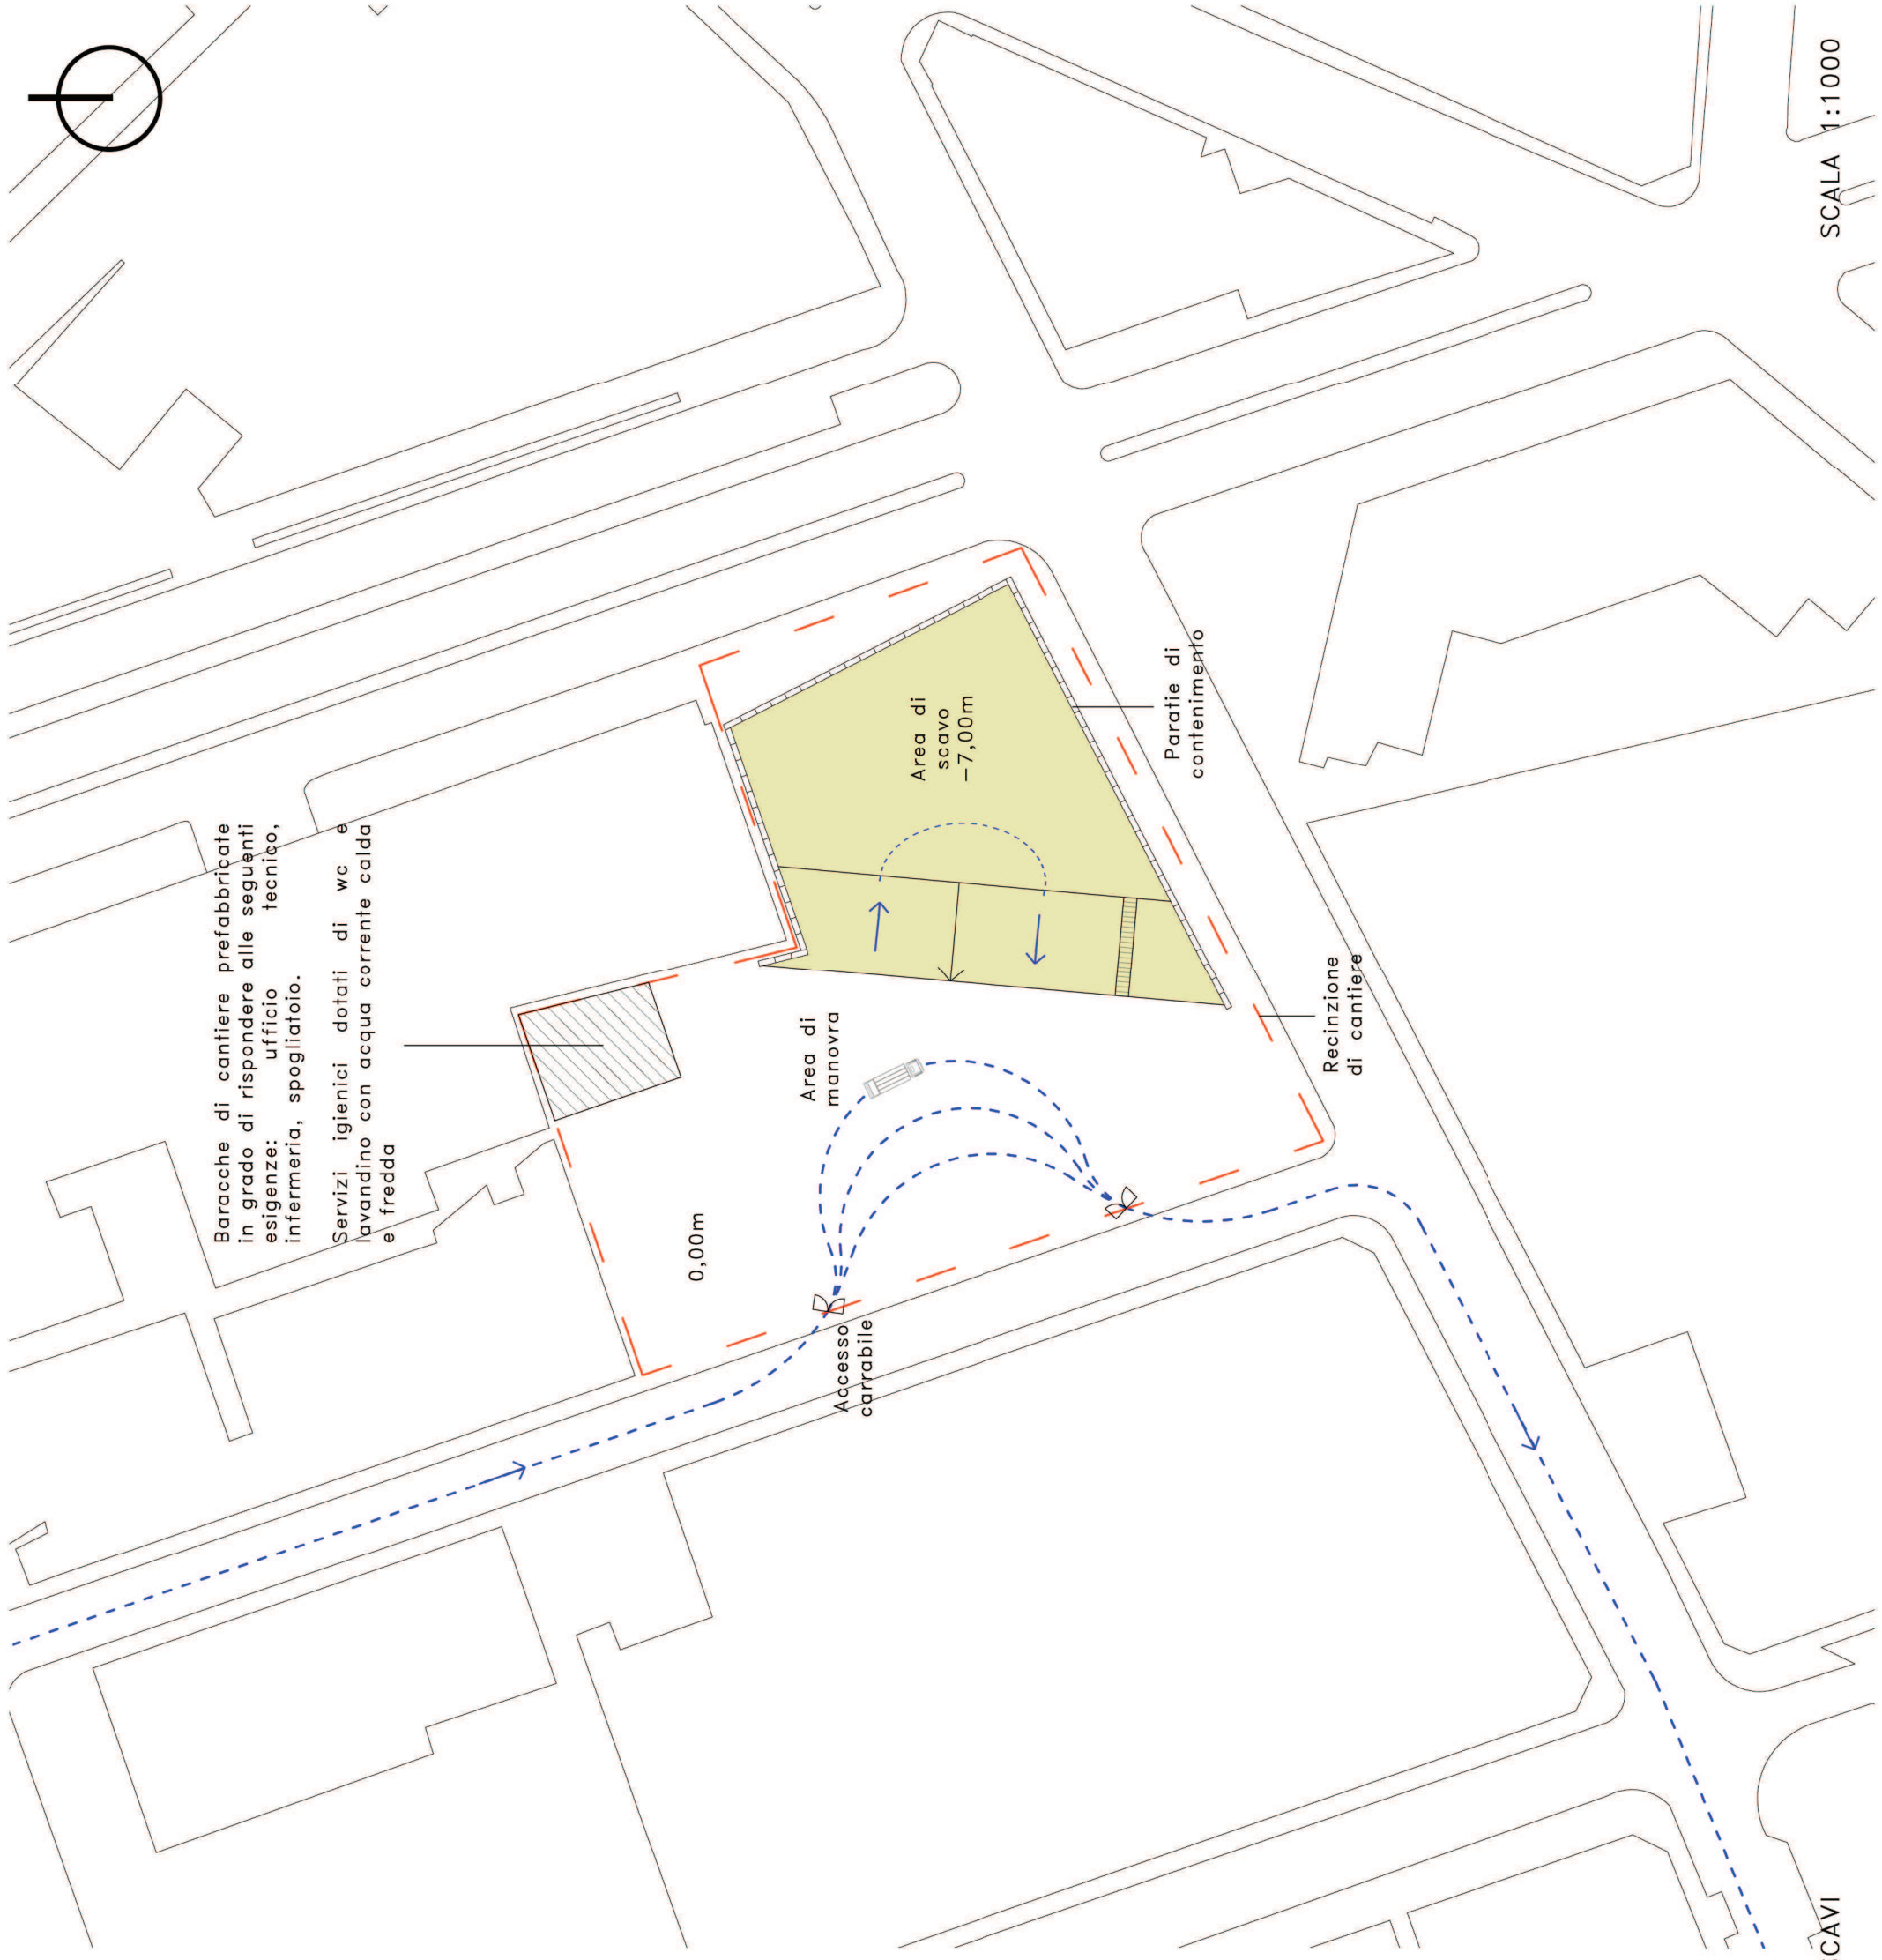 Baracche di cantiere prefabbricate
in grado di rispondere alle seguenti
esigenze: ufficio tecnico,
infermeria, spogliatoio.
Servizi igienici dotati di wc e
lavandino con acqua corrente calda
e fredda
0,00m
Area di
manovra
Accesso
carrabile
Area di
scavo
−7,00m
Paratie di
contenimento
Recinzione
di cantiere
CAVI
SCALA 1:1000